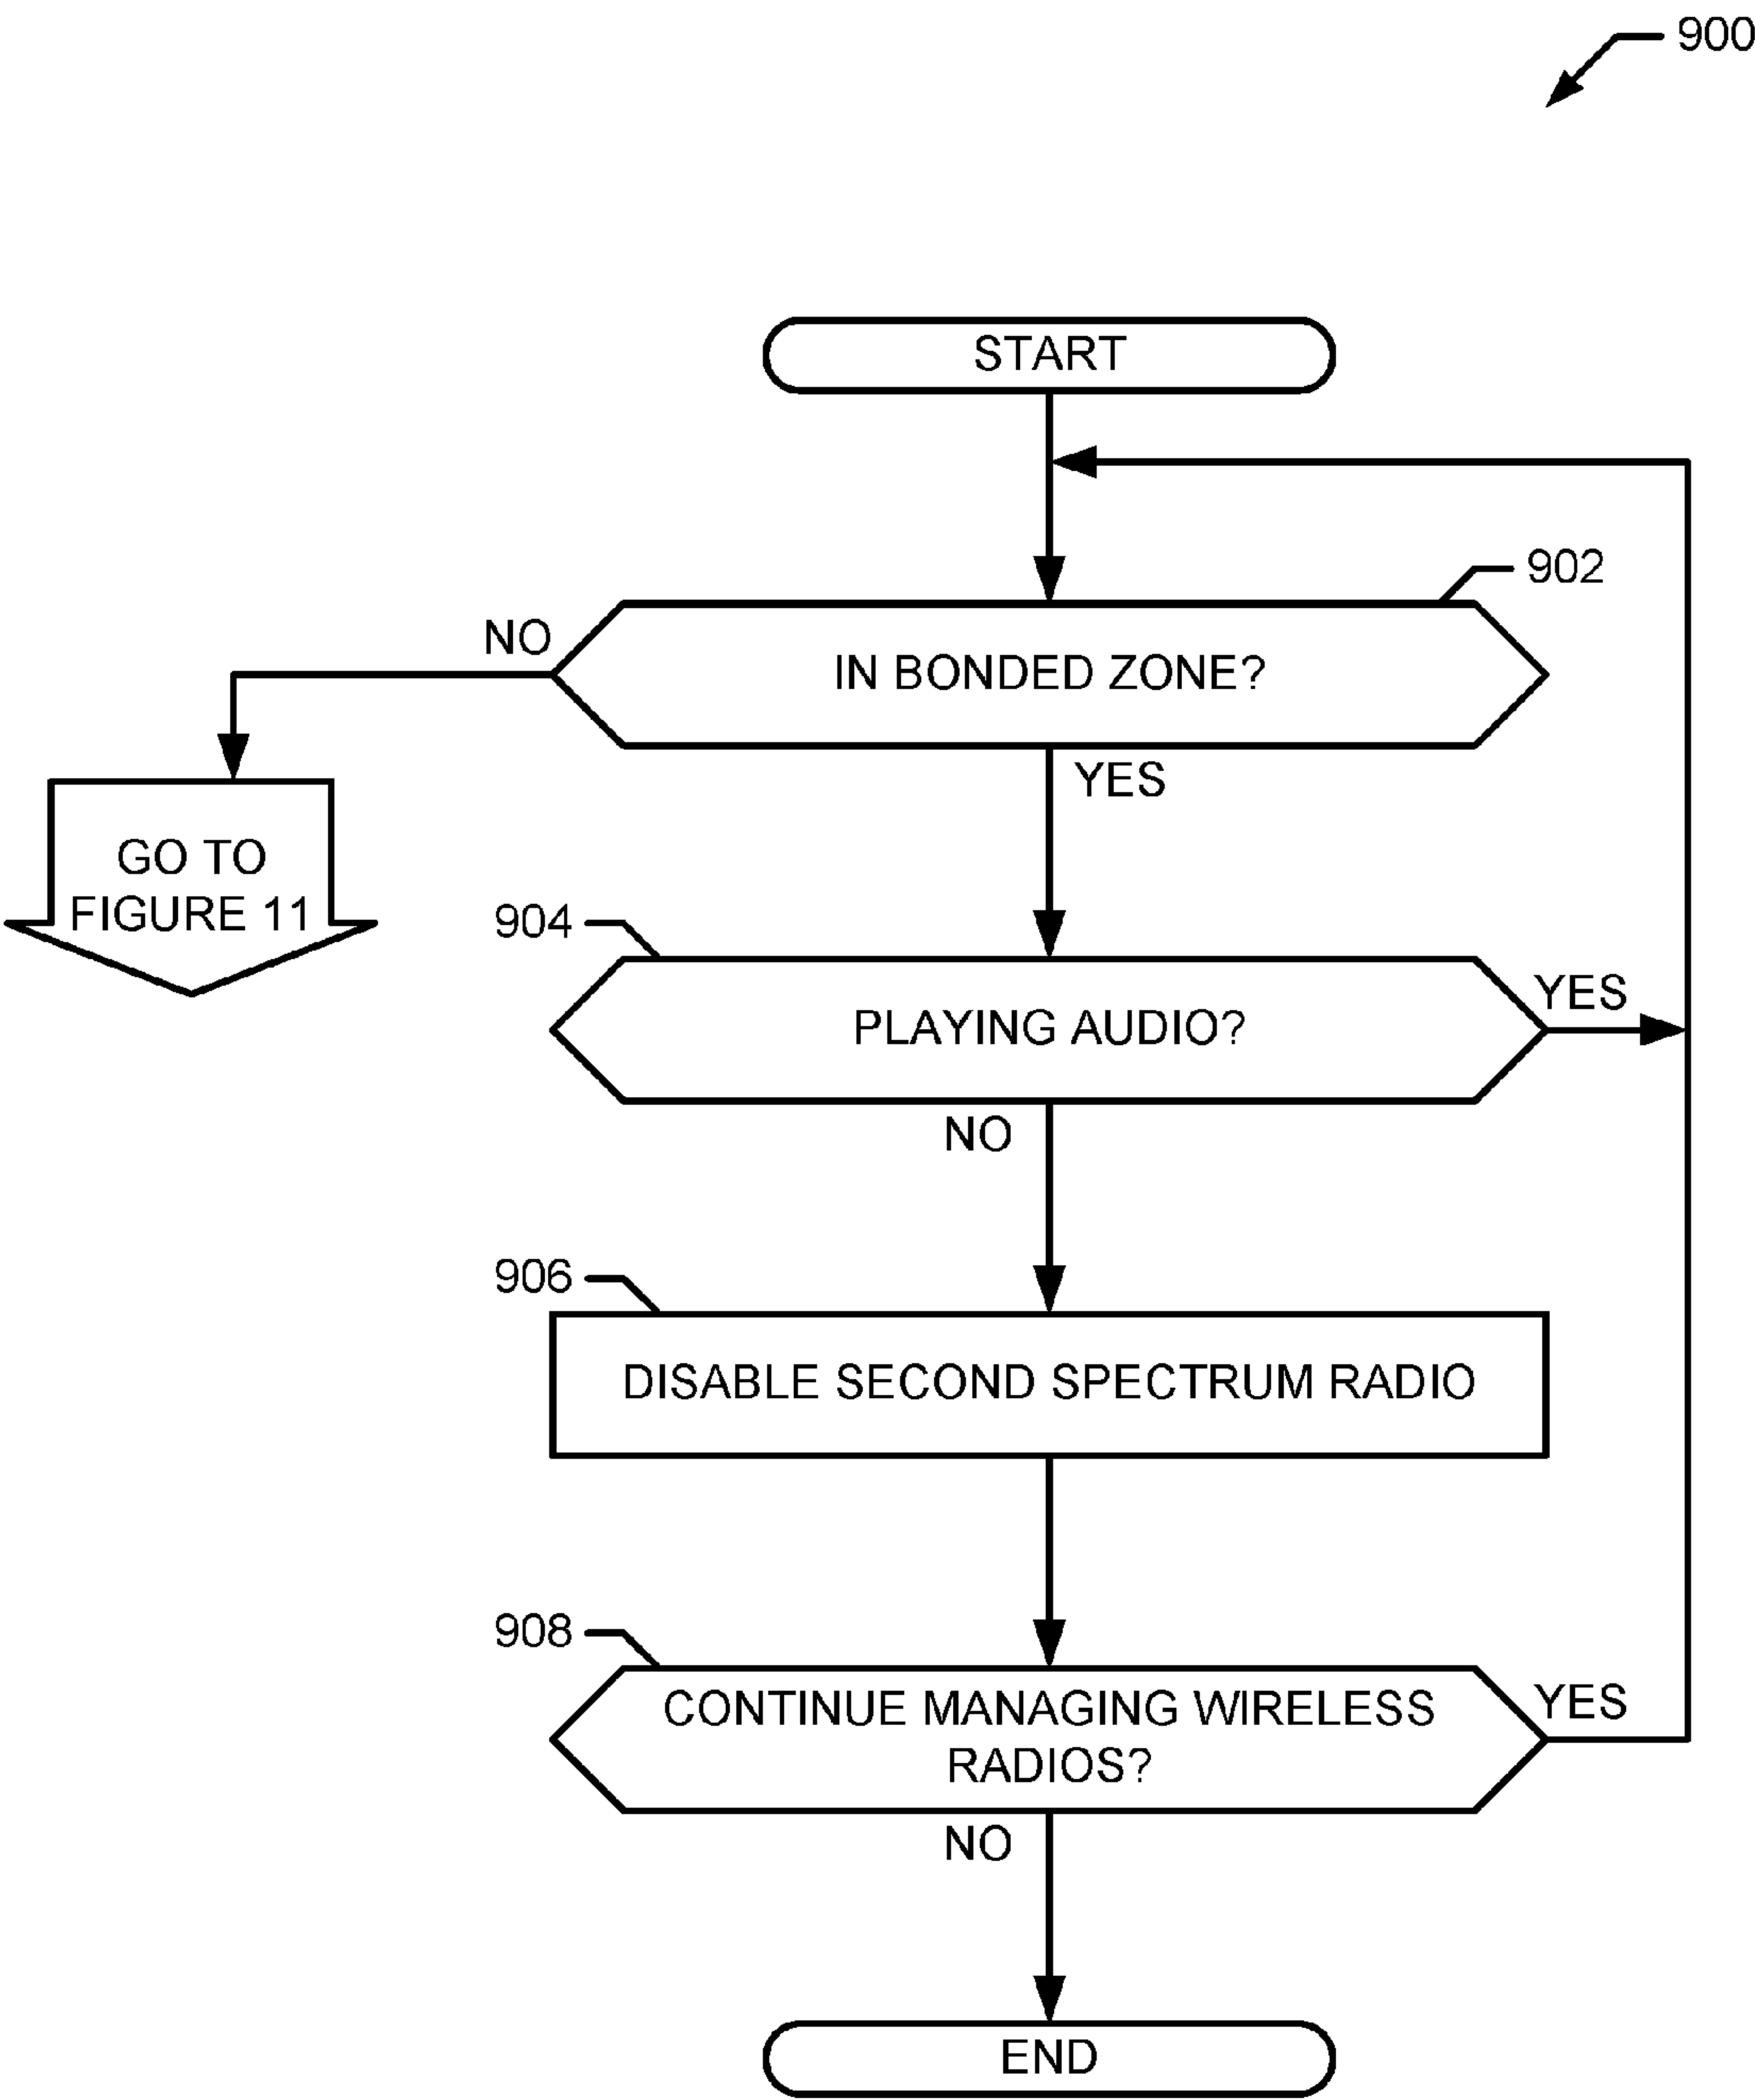 900
START
902
NO
IN BONDED ZONE?
YES
GO TO
FIGURE 11
904
YES
PLAYING AUDIO?
NO
906
DISABLE SECOND SPECTRUM RADIO
908
YES
CONTINUE MANAGING WIRELESS
RADIOS?
NO
END